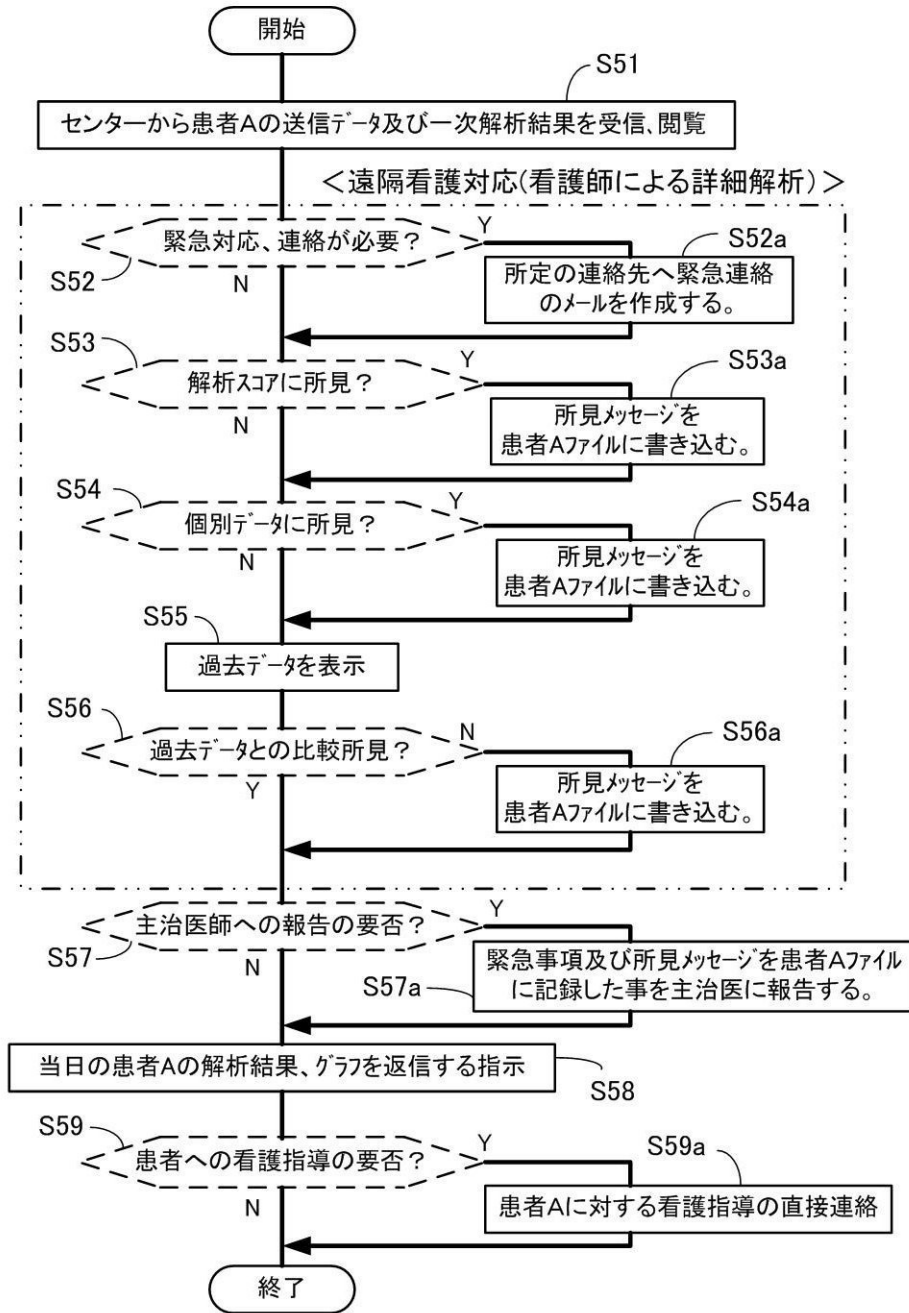 開始
S51
センターから患者Aの送信データ及び一次解析結果を受信、閲覧
＜遠隔看護対応(看護師による詳細解析)＞
緊急対応、連絡が必要？
Y
S52
N
S52a
所定の連絡先へ緊急連絡
のメールを作成する。
S53
解析スコアに所見？
Y
N
S53a
所見メッセージを
患者Aファイルに書き込む。
S54
個別データに所見？
Y
N
S54a
所見メッセージを
患者Aファイルに書き込む。
S55
過去データを表示
S56
過去データとの比較所見？
N
Y
S56a
所見メッセージを
患者Aファイルに書き込む。
主治医師への報告の要否？
Y
S57
N
緊急事項及び所見メッセージを患者Aファイル
に記録した事を主治医に報告する。
S57a
当日の患者Aの解析結果、グラフを返信する指示
S58
S59
患者への看護指導の要否？
Y
N
S59a
患者Aに対する看護指導の直接連絡
終了